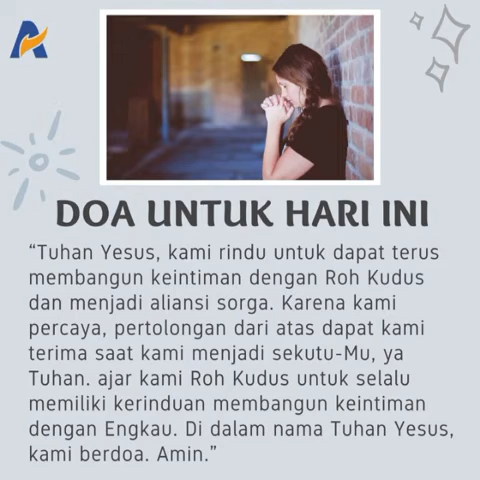 DOA UNTUK HARI INI
“Tuhan Yesus, kami rindu untuk dapat terus
membangun keintiman dengan Roh Kudus
dan menjadi aliansi sorga. Karena kami
percaya, pertolongan dari atas dapat kami
terima saat kami menjadi sekutu-Mu, ya
Tuhan. ajar kami Roh Kudus untuk selalu
memiliki kerinduan membangun keintiman
dengan Engkau. Di dalam nama Tuhan Yesus,
kami berdoa. Amin.”